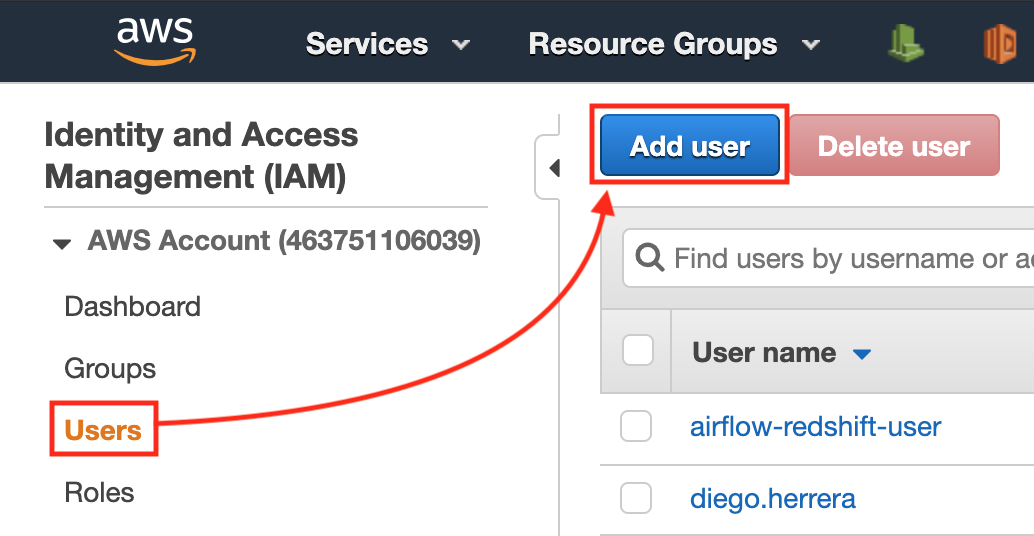 aws
Services
Resource Groups
Identity and Access
Management (IAM)
AWS Account (463751106039)
Dashboard
Groups
Users
Roles
Add user
Delete user
Find users by username or a
User name
airflow-redshift-user
diego.herrera